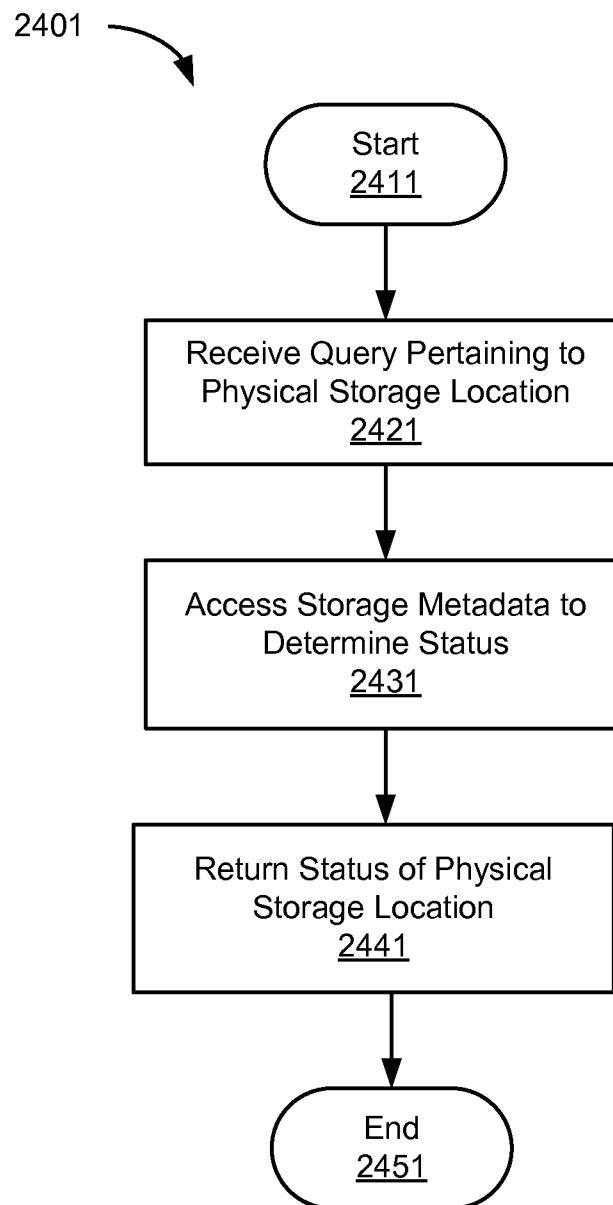 2401
Start
2411
Receive Query Pertaining to
Physical Storage Location
2421
Access Storage Metadata to
Determine Status
2431
Return Status of Physical
Storage Location
2441
End
2451